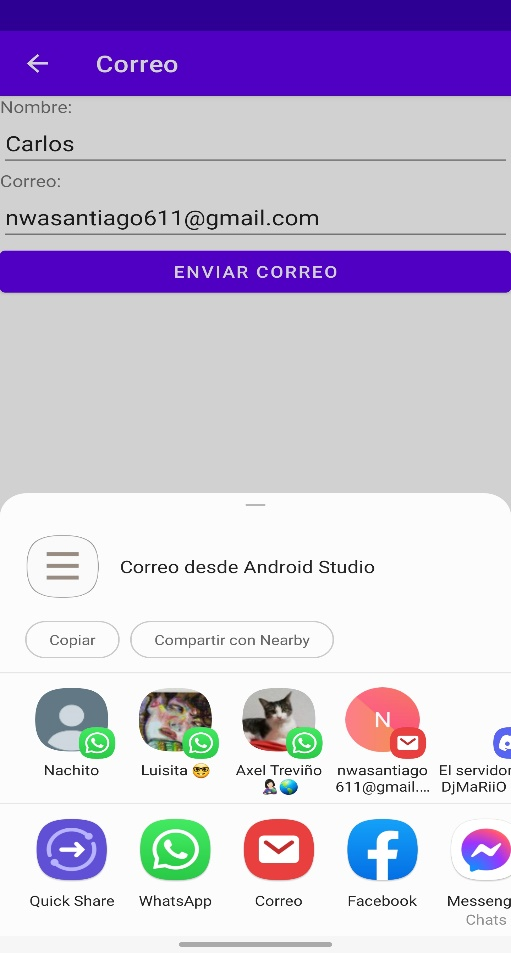 Correo
Nombre:
Carlos
Correo:
nwasantiago611@gmail.com
ENVIAR CORREO
Correo desde Android Studio
Copiar
Compartir con Nearby
N
Nachito
Luisita 🤓
Axel Treviño
🤱🏻🌎
nwasantiago
611@gmail....
El servidor
DjMaRiiO
Quick Share
WhatsApp
Correo
Facebook
Messeng
Chats